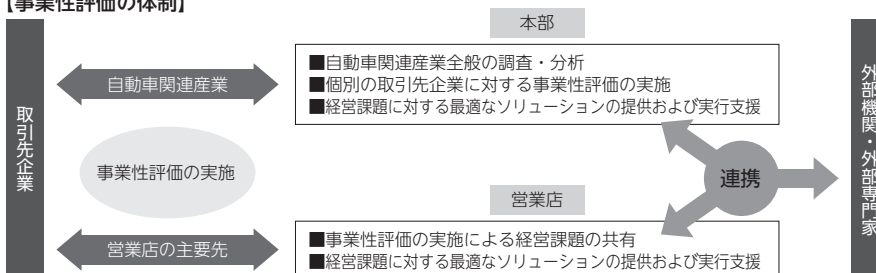 【事業性評価の体制】
本部
取引先企業
自動車関連産業
■自動車関連産業全般の調査・分析
■個別の取引先企業に対する事業性評価の実施
■経営課題に対する最適なソリューションの提供および実行支援
事業性評価の実施
連携
外部機関・外部専門家
営業店
営業店の主要先
■事業性評価の実施による経営課題の共有
■経営課題に対する最適なソリューションの提供および実行支援